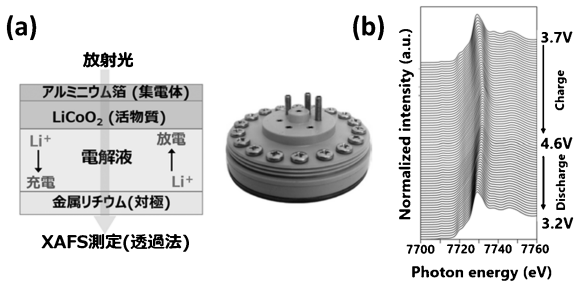 (a)
放射光
アルミニウム箔 (集電体)
LiCoO₂ (活物質)
Li⁺
放電
電解液
充電
Li⁺
金属リチウム(対極)
XAFS測定(透過法)
(b)
Normalized intensity (a.u.)
3.7V
Charge
4.6V
Discharge
3.2V
7700 7720 7740 7760
Photon energy (eV)